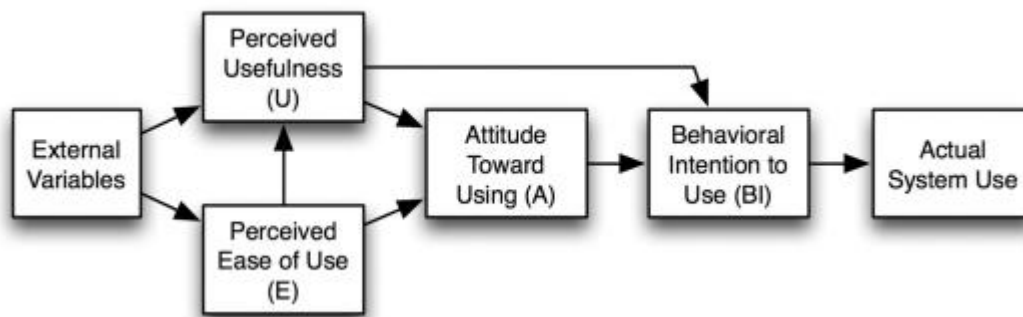 External
Variables
Perceived
Usefulness
(U)
Perceived
Ease of Use
(E)
Attitude
Toward
Using (A)
Behavioral
Intention to
Use (BI)
Actual
System Use